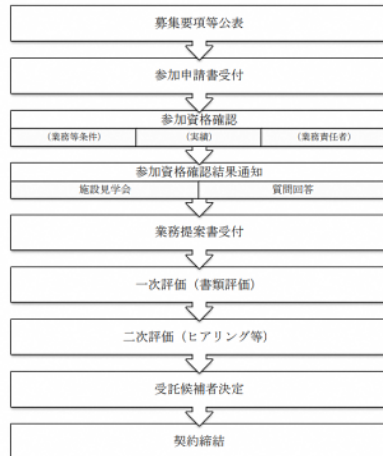 募集要項等公表
参加申請書受付
参加資格確認
（業務等条件） （実績） （業務責任者）
参加資格確認結果通知
施設見学会 質問回答
業務提案書受付
一次評価（書類評価）
二次評価（ヒアリング等）
受託候補者決定
契約締結